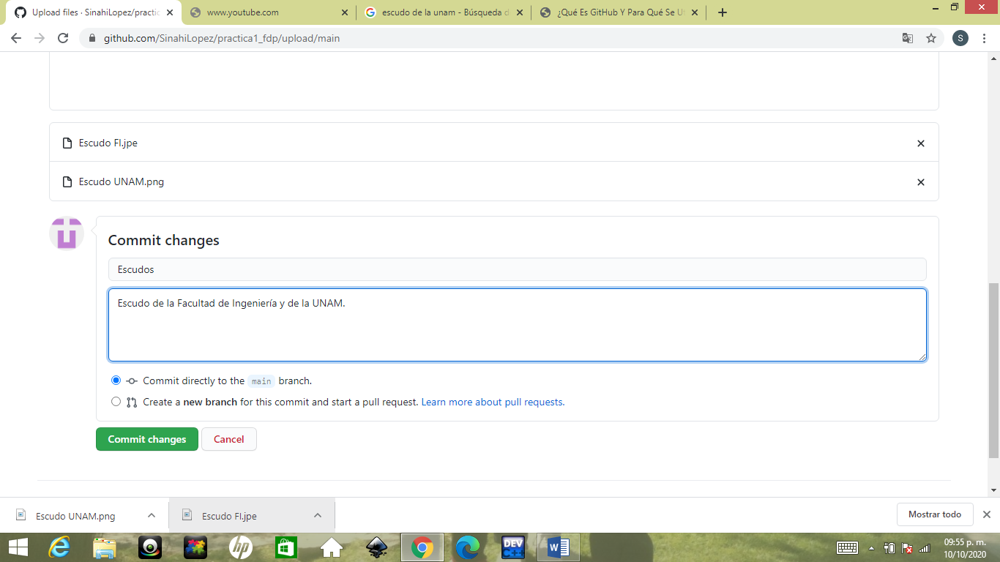 Upload files · SinahiLopez/practic
www.youtube.com
escudo de la unam - Búsqueda d
¿Qué Es GitHub Y Para Qué Se U
github.com/SinahiLopez/practica1_fdp/upload/main
S
Escudo FI.jpe
Escudo UNAM.png
Commit changes
Escudos
Escudo de la Facultad de Ingeniería y de la UNAM.
Commit directly to the main branch.
Create a new branch for this commit and start a pull request. Learn more about pull requests.
Commit changes
Cancel
Escudo UNAM.png
Escudo FI.jpe
Mostrar todo
hp
DEV
C++
W
09:55 p. m.
10/10/2020